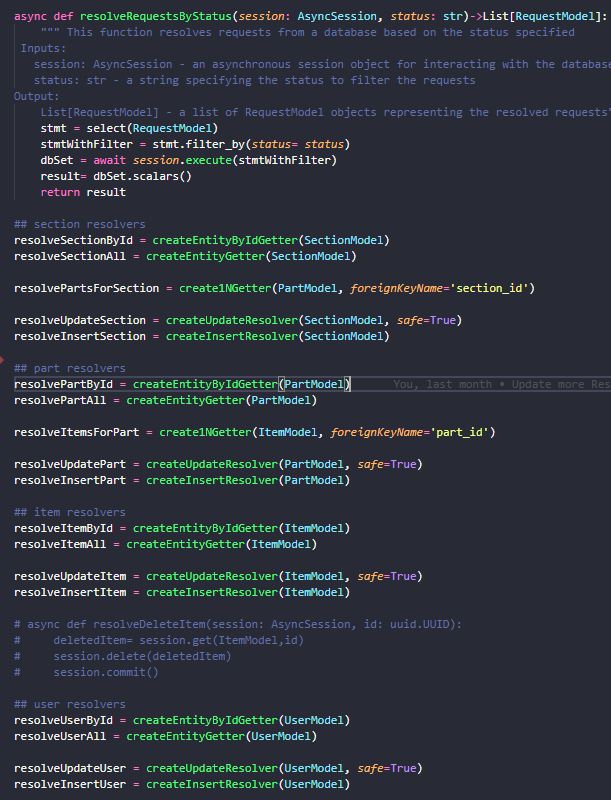 async def resolveRequestsByStatus(session: AsyncSession, status: str)->List[RequestModel]:
    """ This function resolves requests from a database based on the status specified
 Inputs:
   session: AsyncSession - an asynchronous session object for interacting with the database
   status: str - a string specifying the status to filter the requests
Output:
    List[RequestModel] - a list of RequestModel objects representing the resolved requests"
    stmt = select(RequestModel)
    stmtWithFilter = stmt.filter_by(status= status)
    dbSet = await session.execute(stmtWithFilter)
    result= dbSet.scalars()
    return result
## section resolvers
resolveSectionById = createEntityByIdGetter(SectionModel)
resolveSectionAll = createEntityGetter(SectionModel)
resolvePartsForSection = create1NGetter(PartModel, foreignKeyName='section_id')
resolveUpdateSection = createUpdateResolver(SectionModel, safe=True)
resolveInsertSection = createInsertResolver(SectionModel)
## part resolvers
resolvePartById = createEntityByIdGetter(PartModel)     You, last month • Update more Res
resolvePartAll = createEntityGetter(PartModel)
resolveItemsForPart = create1NGetter(ItemModel, foreignKeyName='part_id')
resolveUpdatePart = createUpdateResolver(PartModel, safe=True)
resolveInsertPart = createInsertResolver(PartModel)
## item resolvers
resolveItemById = createEntityByIdGetter(ItemModel)
resolveItemAll = createEntityGetter(ItemModel)
resolveUpdateItem = createUpdateResolver(ItemModel, safe=True)
resolveInsertItem = createInsertResolver(ItemModel)
# async def resolveDeleteItem(session: AsyncSession, id: uuid.UUID):
#     deletedItem= session.get(ItemModel,id)
#     session.delete(deletedItem)
#     session.commit()
## user resolvers
resolveUserById = createEntityByIdGetter(UserModel)
resolveUserAll = createEntityGetter(UserModel)
resolveUpdateUser = createUpdateResolver(UserModel, safe=True)
resolveInsertUser = createInsertResolver(UserModel)